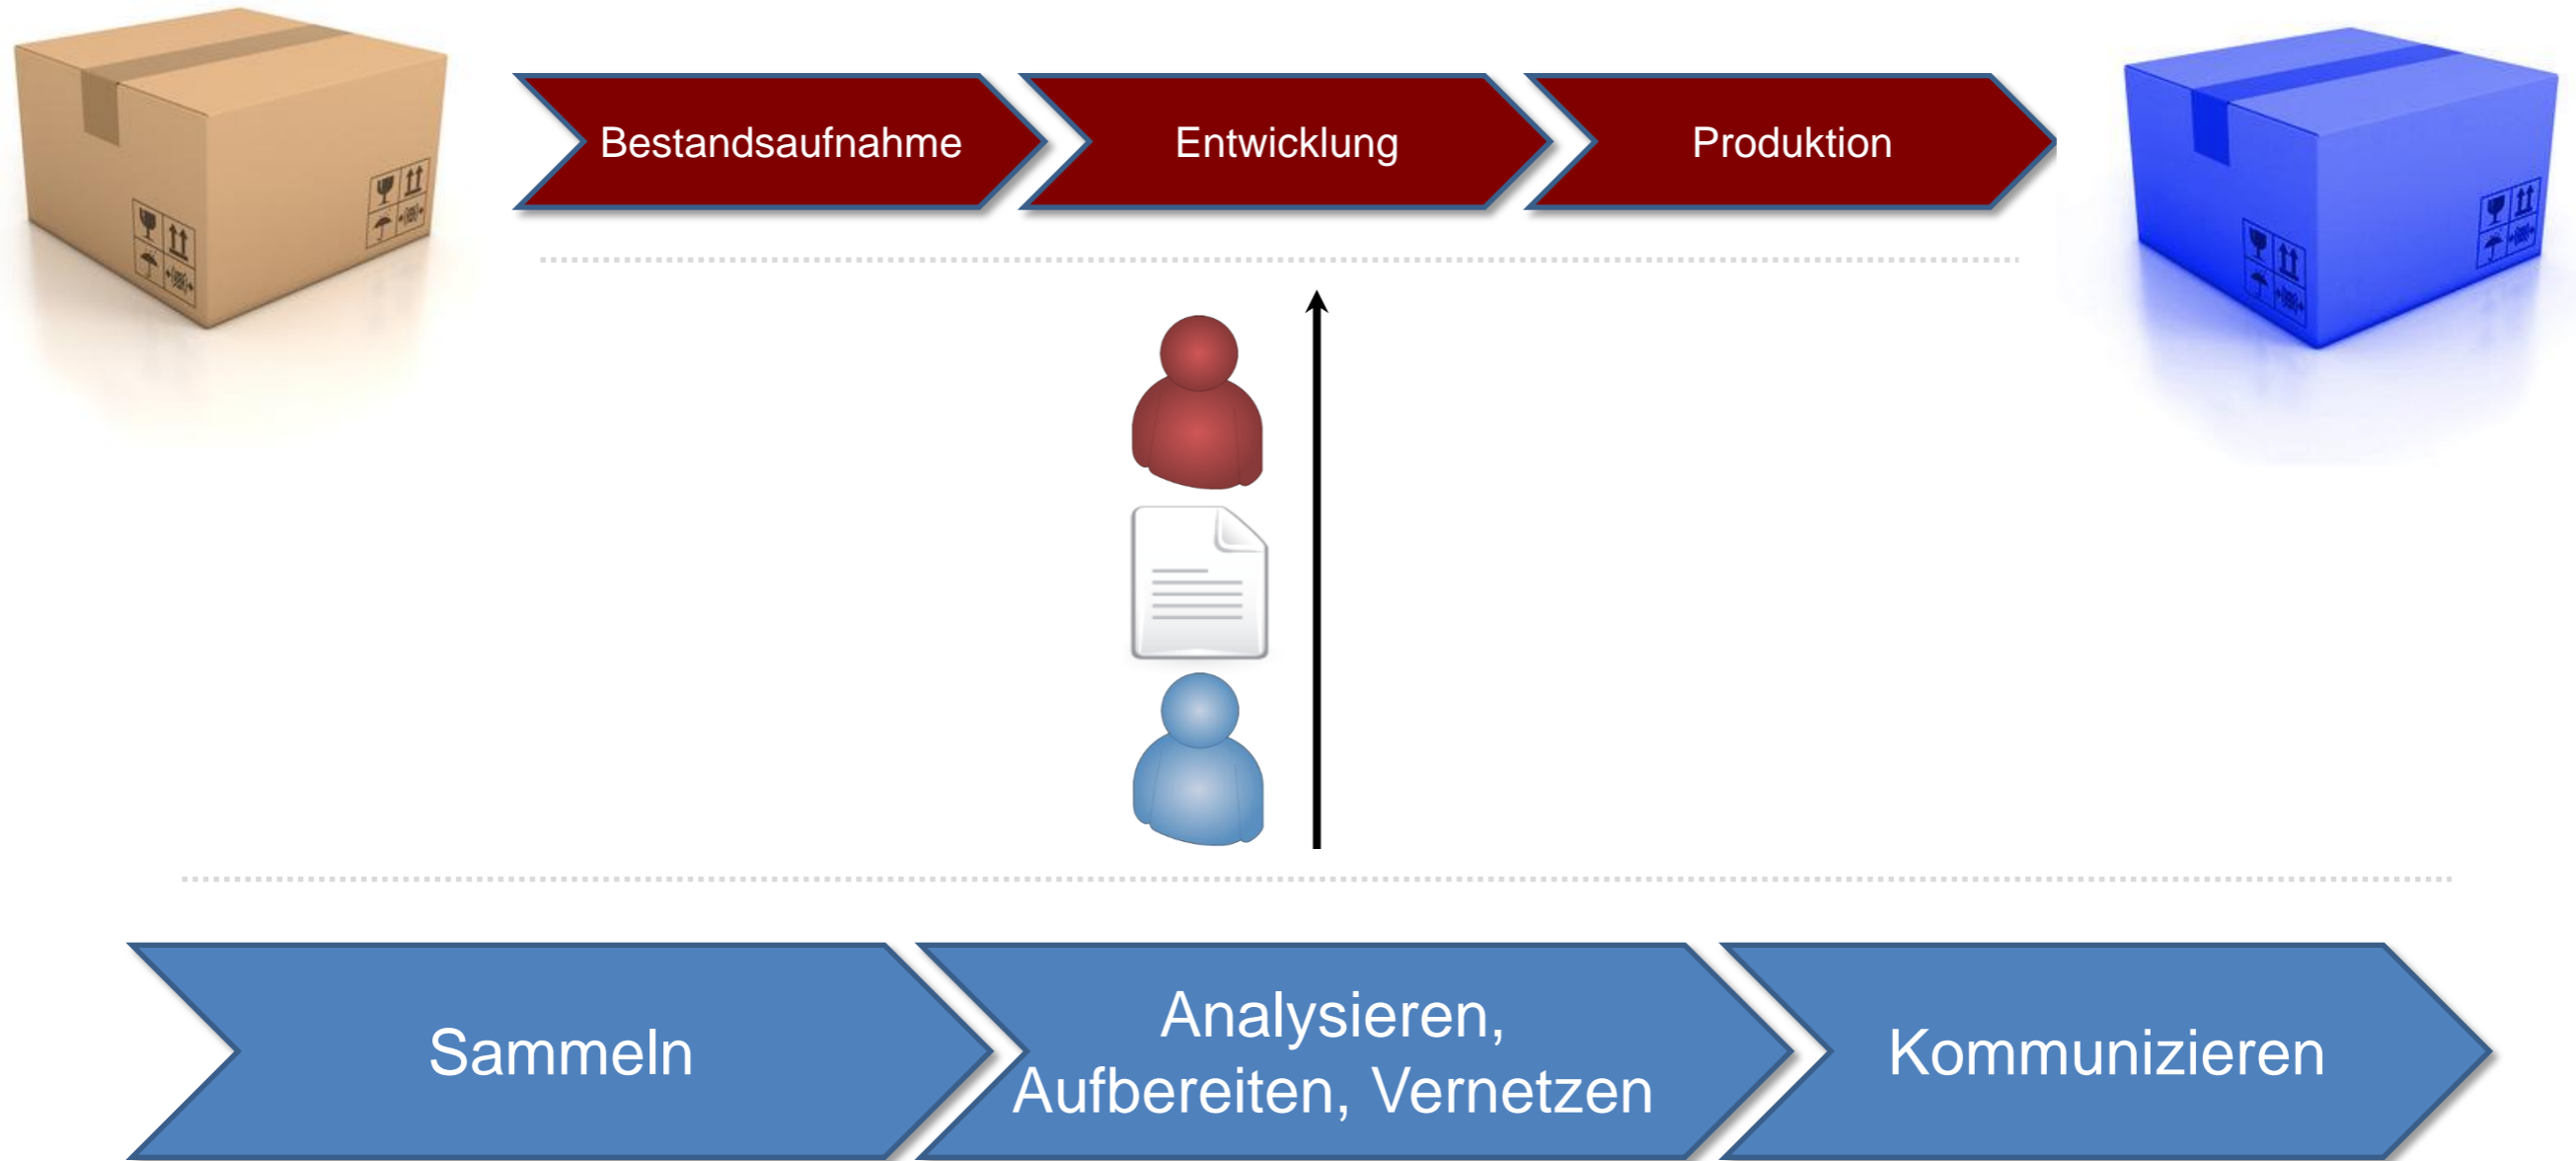 Bestandsaufnahme
Entwicklung
Produktion
Sammeln
Analysieren,
Aufbereiten, Vernetzen
Kommunizieren